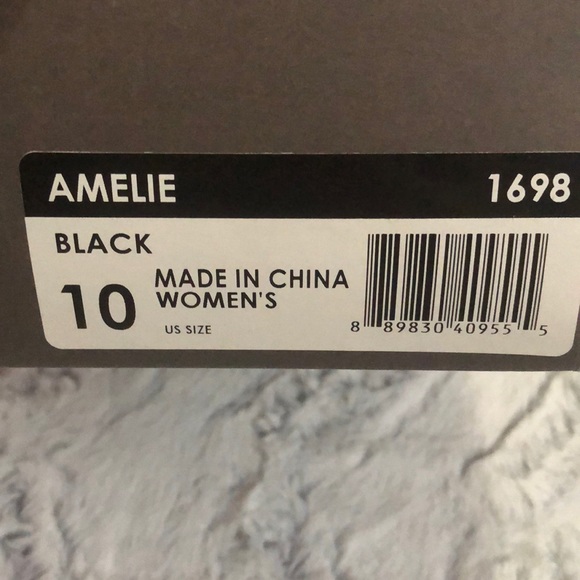 AMELIE 1698
BLACK
10 MADE IN CHINA
WOMEN'S
US SIZE
8 89830 40955 5